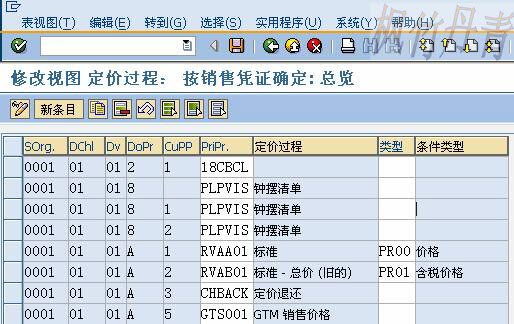 表视图(T) 编辑(E) 转到(G) 选择(S) 实用程序(U) 系统(Y) 帮助(H)
枫竹丹青
修改视图 定价过程： 按销售凭证确定：总览
新条目
SOrg. DChl Dv DoPr CuPP PriPr. 定价过程 类型 条件类型
0001 01 01 2 1 18CBCL
0001 01 01 8 PLPVIS 钟摆清单
0001 01 01 8 1 PLPVIS 钟摆清单
0001 01 01 8 2 PLPVIS 钟摆清单
0001 01 01 A 1 RVAA01 标准 PR00 价格
0001 01 01 A 2 RVAB01 标准 - 总价 (旧的) PR01 含税价格
0001 01 01 A 3 CHBACK 定价退还
0001 01 01 A 5 GTS001 GTM 销售价格